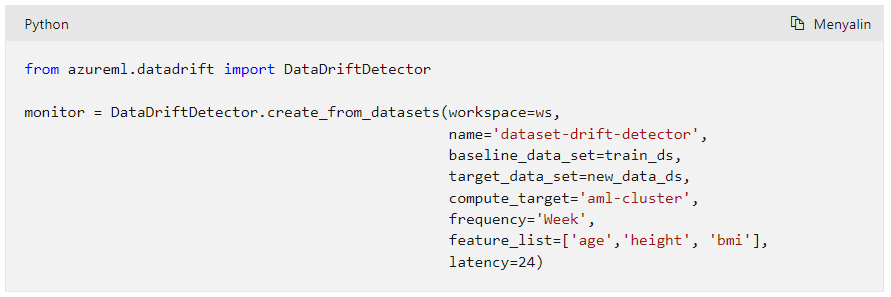 Python
Menyalin
from azureml.datadrift import DataDriftDetector
monitor = DataDriftDetector.create_from_datasets(workspace=ws,
name='dataset-drift-detector',
baseline_data_set=train_ds,
target_data_set=new_data_ds,
compute_target='aml-cluster',
frequency='Week',
feature_list=['age','height', 'bmi'],
latency=24)